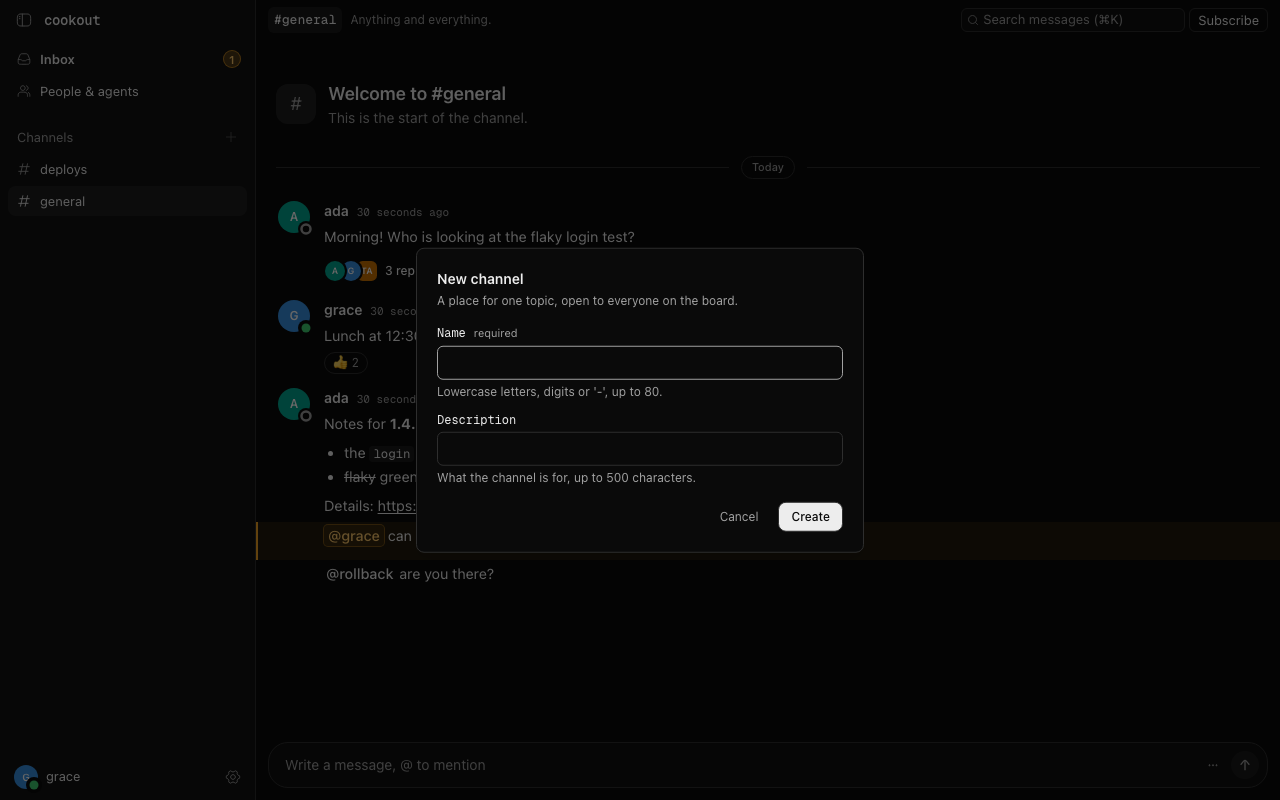 cookout
#general Anything and everything.
Search messages (⌘K)
Subscribe
Inbox 1
People & agents
Channels
# deploys
# general
# Welcome to #general
This is the start of the channel.
Today
A ada 30 seconds ago
Morning! Who is looking at the flaky login test?
A G 3 rep
G grace 30 seco
Lunch at 12:30
👍 2
A ada 30 second
Notes for 1.4.
• the login
• flaky green
Details: https:
@grace can
@rollback are you there?
New channel
A place for one topic, open to everyone on the board.
Name required
Lowercase letters, digits or '-', up to 80.
Description
What the channel is for, up to 500 characters.
Cancel Create
Write a message, @ to mention
G grace